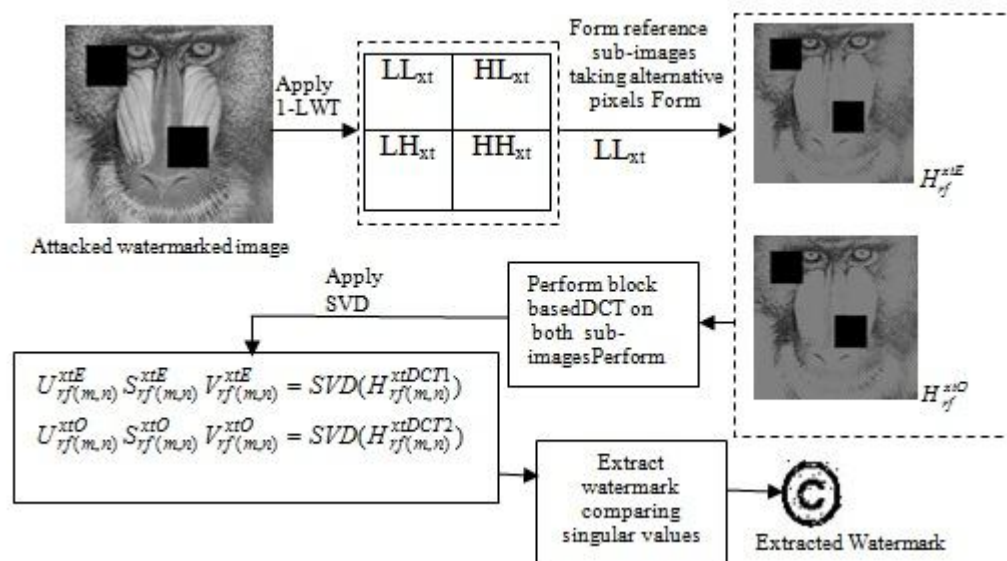 Apply
1-LWT
LL_xt HL_xt
LH_xt HH_xt
Form reference
sub-images
taking alternative
pixels Form
LL_xt
H_rf^xtE
H_rf^xtO
Attacked watermarked image
Perform block
basedDCT on
both sub-
imagesPerform
Apply
SVD
U_rf(m,n)^xtE S_rf(m,n)^xtE V_rf(m,n)^xtE = SVD(H_rf(m,n)^xtDCT1)
U_rf(m,n)^xtO S_rf(m,n)^xtO V_rf(m,n)^xtO = SVD(H_rf(m,n)^xtDCT2)
Extract
watermark
comparing
singular values
©
Extracted Watermark